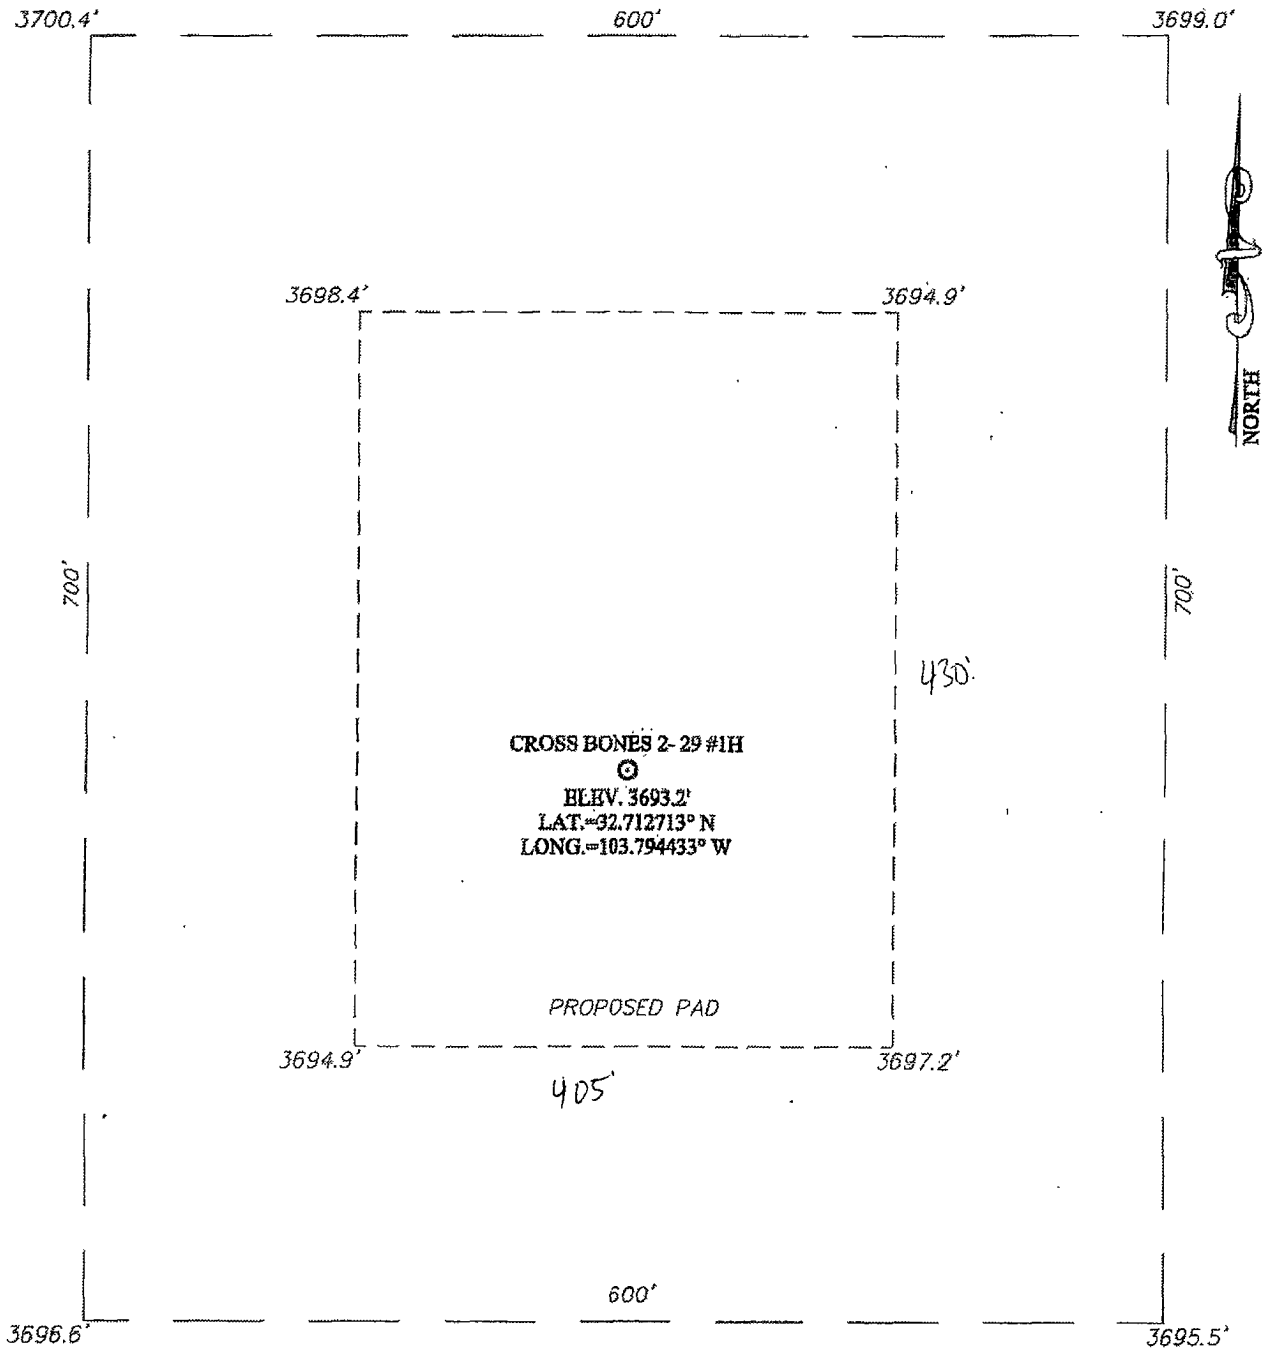 3700.4'
600'
3699.0'
NORTH
3698.4'
3694.9'
700'
700'
430'
CROSS BONES 2-29 #1H
ELEV. 3693.2'
LAT.=32.712713° N
LONG.=103.794433° W
PROPOSED PAD
3694.9'
3697.2'
405'
600'
3696.6'
3695.5'